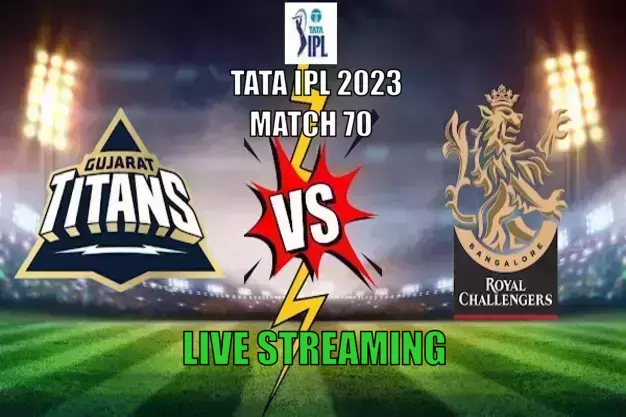 TATA
IPL
TATA IPL 2023
MATCH 70
GUJARAT
TITANS
VS
BANGALORE
ROYAL
CHALLENGERS
LIVE STREAMING